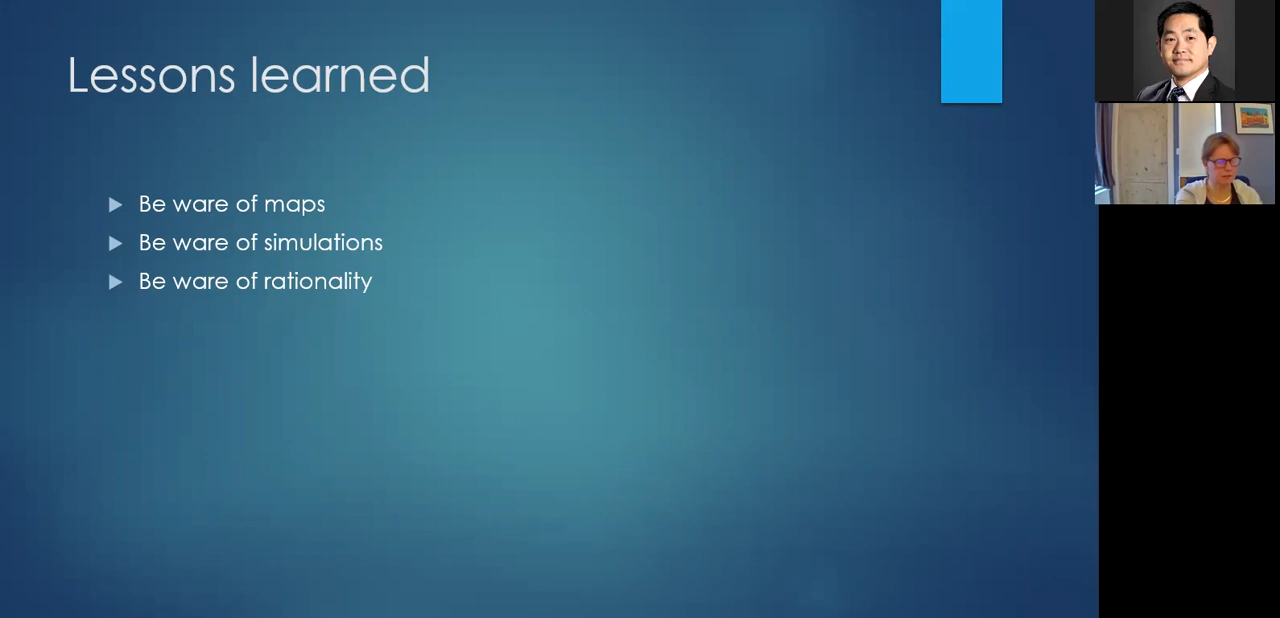 Lessons learned
Be ware of maps
Be ware of simulations
Be ware of rationality